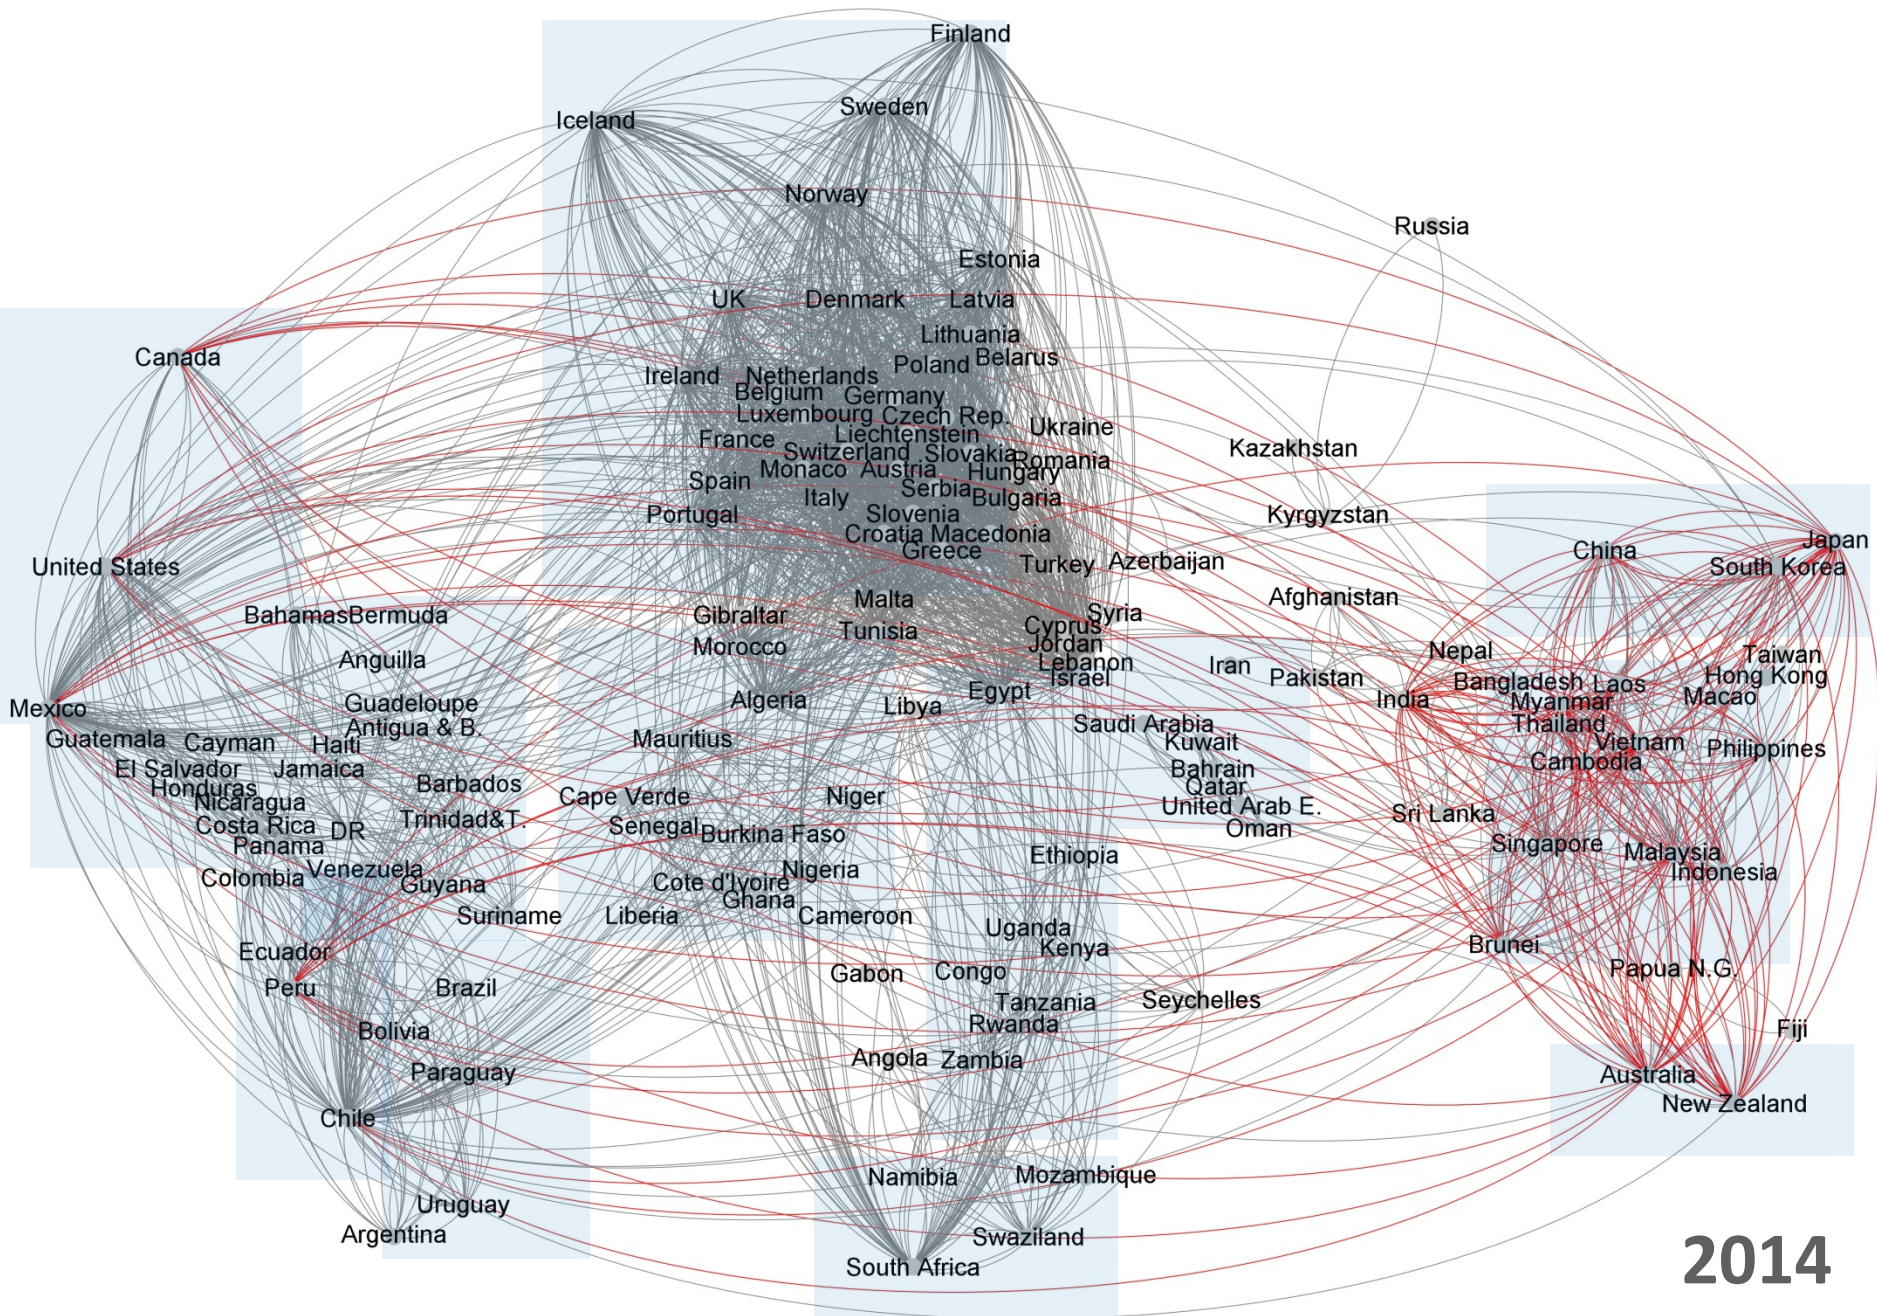 Finland
Sweden
Iceland
Norway
Russia
Estonia
UK
Denmark
Latvia
Lithuania
Canada
Poland
Belarus
Ireland
Netherlands
Belgium
Germany
Luxembourg
Czech Rep.
Ukraine
France
Liechtenstein
Kazakhstan
Switzerland
Slovakia
Romania
Monaco
Austria
Hungary
Spain
Serbia
Italy
Bulgaria
Portugal
Slovenia
Kyrgyzstan
Croatia
Macedonia
Japan
Greece
China
United States
Turkey
Azerbaijan
South Korea
Malta
Afghanistan
Bahamas
Bermuda
Gibraltar
Syria
Tunisia
Cyprus
Jordan
Morocco
Nepal
Taiwan
Anguilla
Lebanon
Iran
Israel
Pakistan
Hong Kong
Bangladesh
Laos
Egypt
Algeria
India
Myanmar
Macao
Guadeloupe
Libya
Mexico
Antigua & B.
Saudi Arabia
Thailand
Guatemala
Cayman
Haiti
Mauritius
Kuwait
Vietnam
Philippines
El Salvador
Jamaica
Bahrain
Cambodia
Honduras
Barbados
Qatar
Nicaragua
Cape Verde
Niger
United Arab E.
Sri Lanka
Costa Rica
DR
Trinidad&T.
Senegal
Burkina Faso
Oman
Panama
Singapore
Ethiopia
Malaysia
Venezuela
Nigeria
Indonesia
Colombia
Guyana
Cote d'Ivoire
Ghana
Suriname
Liberia
Cameroon
Uganda
Ecuador
Kenya
Brunei
Gabon
Congo
Papua N.G.
Peru
Brazil
Tanzania
Seychelles
Bolivia
Rwanda
Fiji
Angola
Zambia
Paraguay
Australia
Chile
New Zealand
Namibia
Mozambique
Uruguay
Argentina
Swaziland
South Africa
2014